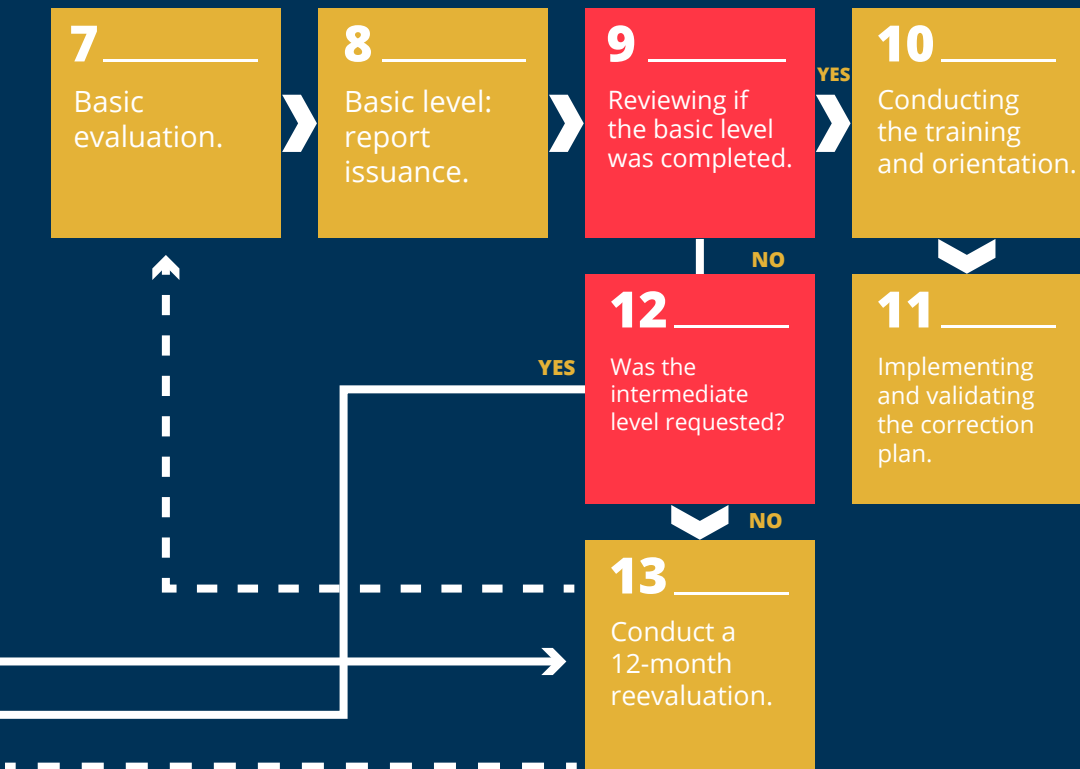 7
Basic
evaluation.
8
Basic level:
report
issuance.
9
Reviewing if
the basic level
was completed.
YES
10
Conducting
the training
and orientation.
NO
12
Was the
intermediate
level requested?
YES
11
Implementing
and validating
the correction
plan.
NO
13
Conduct a
12-month
reevaluation.